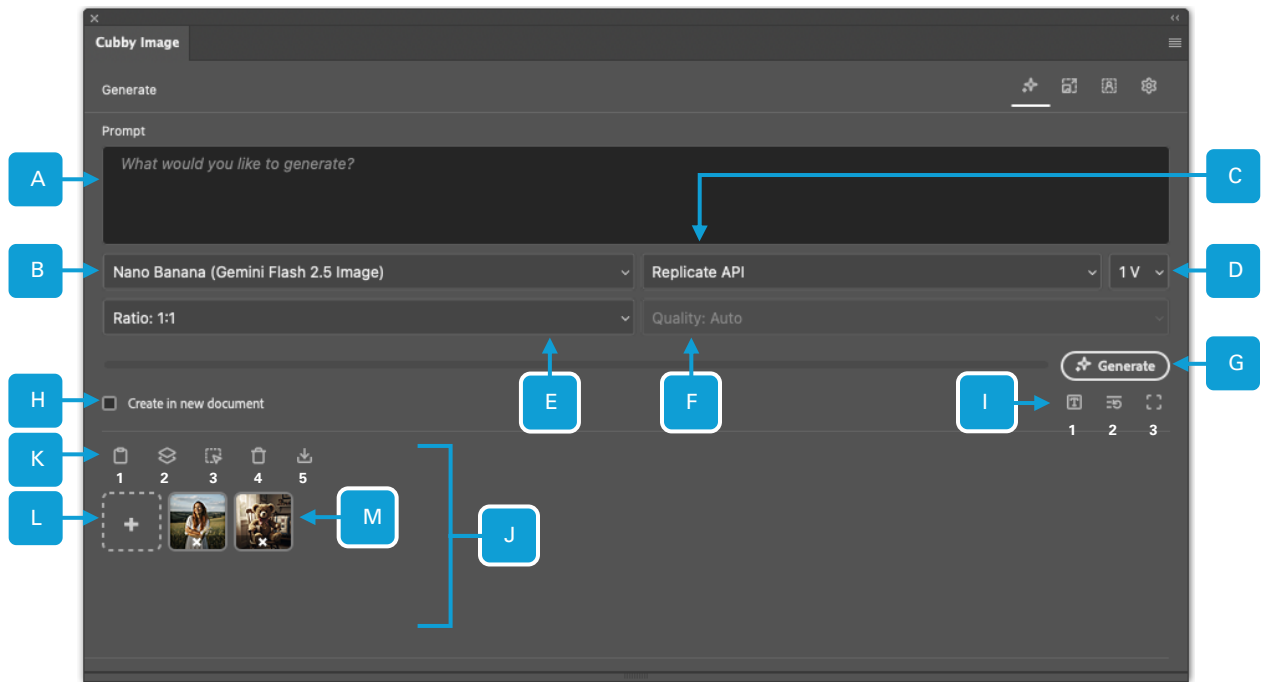 Cubby Image
Generate
Prompt
A
What would you like to generate?
C
B
Nano Banana (Gemini Flash 2.5 Image)
Replicate API
1 V
D
Ratio: 1:1
Quality: Auto
Generate
G
H
Create in new document
E
F
I
1 2 3
K
1 2 3 4 5
L
M
J